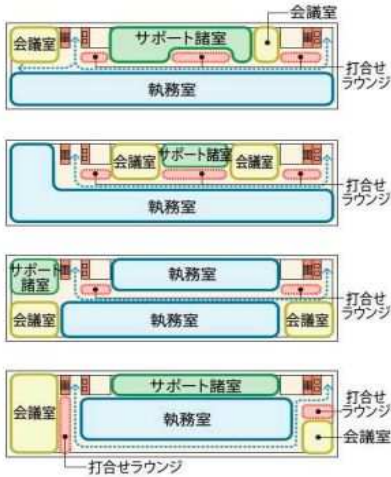 会議室
会議室
サポート諸室
打合せ
ラウンジ
執務室
会議室
サポート諸室
会議室
打合せ
ラウンジ
執務室
サポート
諸室
執務室
打合せ
ラウンジ
会議室
執務室
会議室
会議室
サポート諸室
執務室
打合せ
ラウンジ
会議室
打合せラウンジ